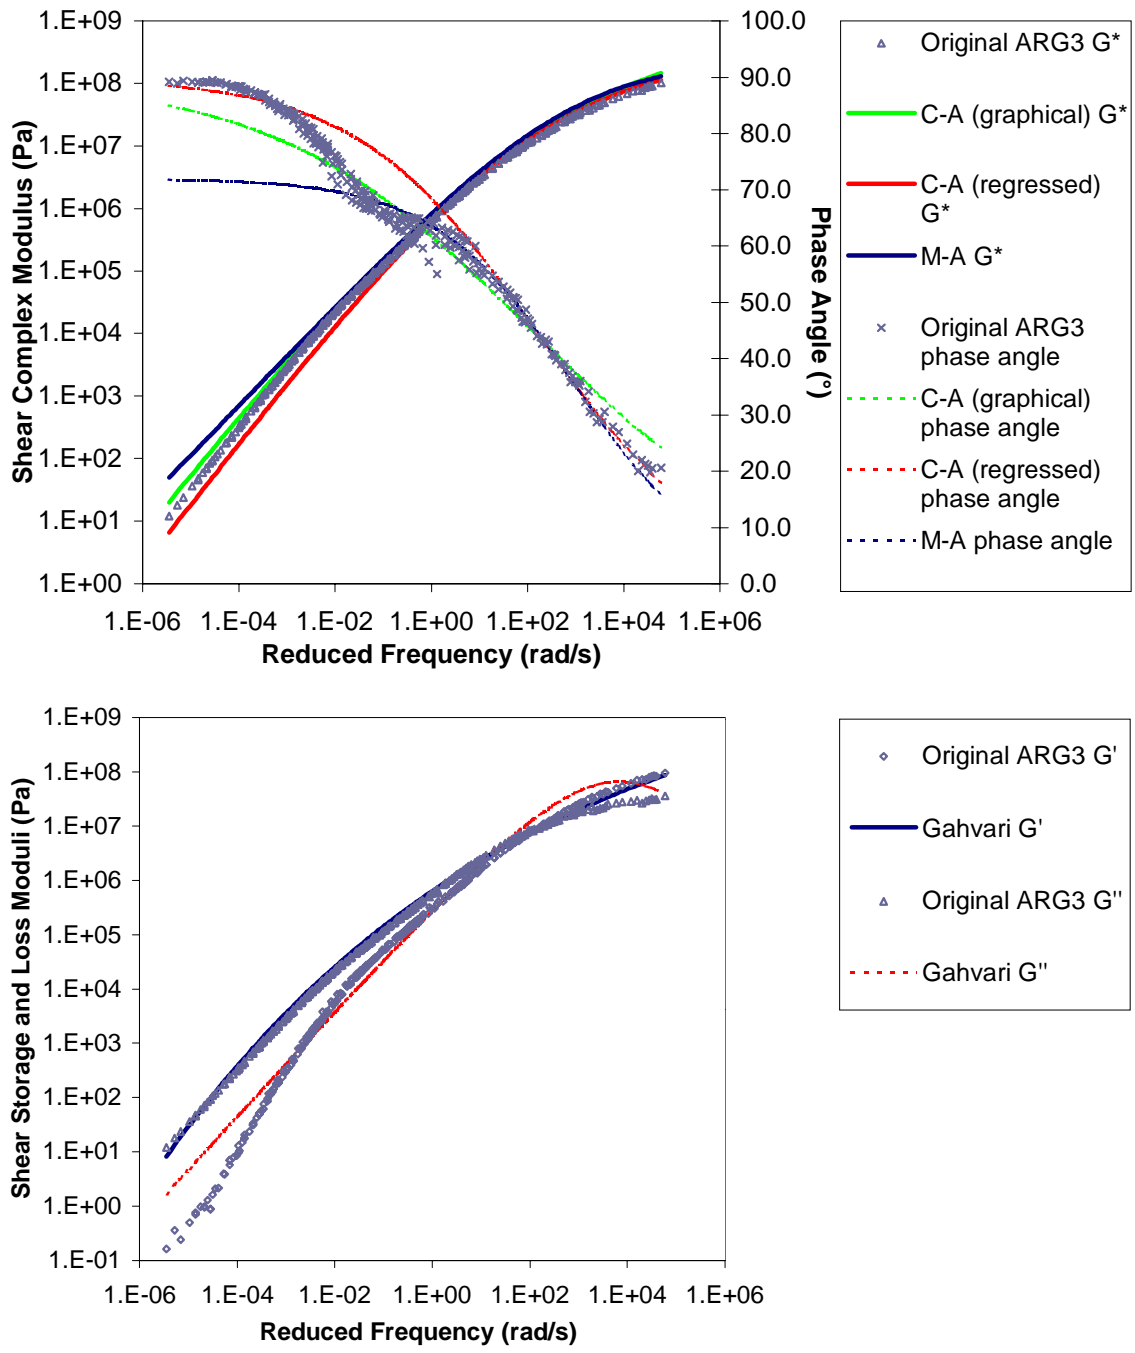 1.E+09
1.E+08
1.E+07
1.E+06
1.E+05
1.E+04
1.E+03
1.E+02
1.E+01
1.E+00
Shear Complex Modulus (Pa)
100.0
90.0
80.0
70.0
60.0
50.0
40.0
30.0
20.0
10.0
0.0
Phase Angle (°)
1.E-06 1.E-04 1.E-02 1.E+00 1.E+02 1.E+04 1.E+06
Reduced Frequency (rad/s)
Original ARG3 G*
C-A (graphical) G*
C-A (regressed)
G*
M-A G*
Original ARG3
phase angle
C-A (graphical)
phase angle
C-A (regressed)
phase angle
M-A phase angle
1.E+09
1.E+08
1.E+07
1.E+06
1.E+05
1.E+04
1.E+03
1.E+02
1.E+01
1.E+00
1.E-01
Shear Storage and Loss Moduli (Pa)
1.E-06 1.E-04 1.E-02 1.E+00 1.E+02 1.E+04 1.E+06
Reduced Frequency (rad/s)
Original ARG3 G'
Gahvari G'
Original ARG3 G"
Gahvari G"